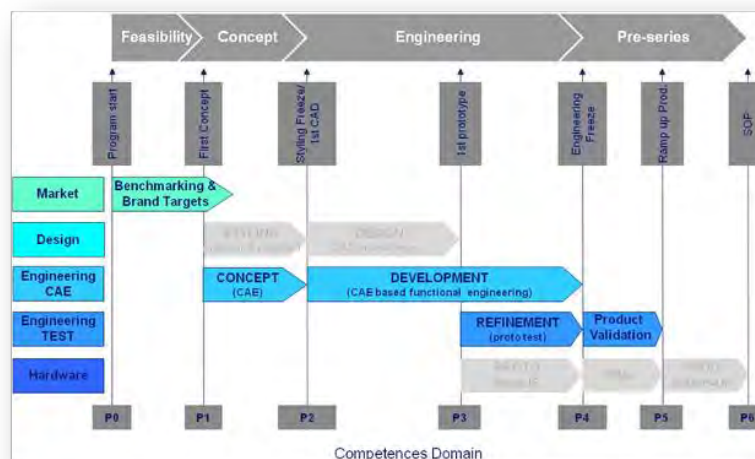 Feasibility
Concept
Engineering
Pre-series
Program start
First Concept
Styling Freeze/
1st CAD
1st prototype
Engineering
Freeze
Ramp up Prod.
SOP
Market
Benchmarking &
Brand Targets
Design
DESIGN
Engineering
CAE
CONCEPT
(CAE)
DEVELOPMENT
(CAE based functional engineering)
Engineering
TEST
REFINEMENT
(proto test)
Product
Validation
Hardware
P0
P1
P2
P3
P4
P5
P6
Competences Domain